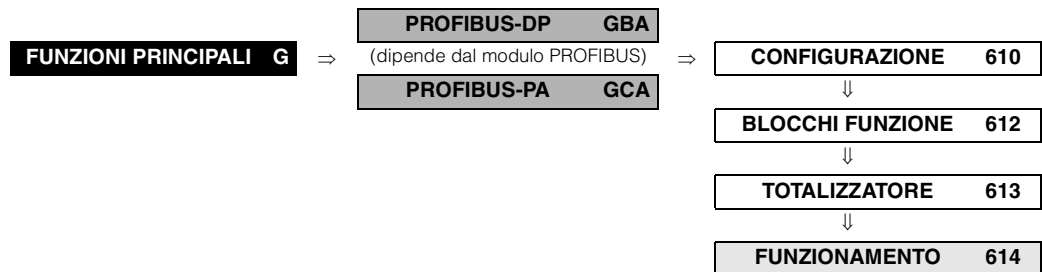 PROFIBUS-DP GBA
FUNZIONI PRINCIPALI G ⇒ (dipende dal modulo PROFIBUS) ⇒ CONFIGURAZIONE 610
PROFIBUS-PA GCA
⇓
BLOCCHI FUNZIONE 612
⇓
TOTALIZZATORE 613
⇓
FUNZIONAMENTO 614